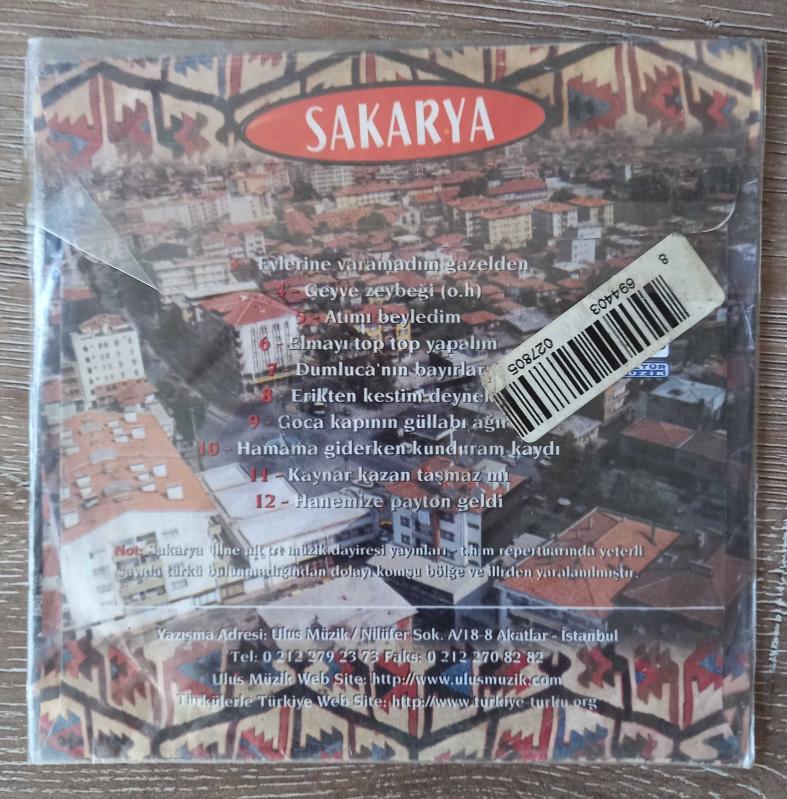 SAKARYA
3 - Evlerine varamadım gazelden
4 - Geyve zeybeği (o.h)
5 - Atımı beyledim
6 - Elmayı top top yapalım
7 - Dumluca'nın bayırları
8 - Erikten kestim deynek
9 - Goca kapının güllabı ağır
10 - Hamama giderken kunduram kaydı
11 - Kaynar kazan taşmaz mı
12 - Hanemize payton geldi
Not: Sakarya iline ait trt müzik dayiresi yayınları, t.h.m repertuarında yeterli
sayıda türkü bulunmadığından dolayı komşu bölge ve illrden yaralanılmıştır.
Yazışma Adresi: Ulus Müzik / Nilüfer Sok. A/18-8 Akatlar - İstanbul
Tel: 0 212 279 23 73 Faks: 0 212 270 82 82
Ulus Müzik Web Site: http://www.ulusmuzik.com
Türkülerle Türkiye Web Site: http://www.turkiye-turku.org
8 694403 027805
MÜZİK